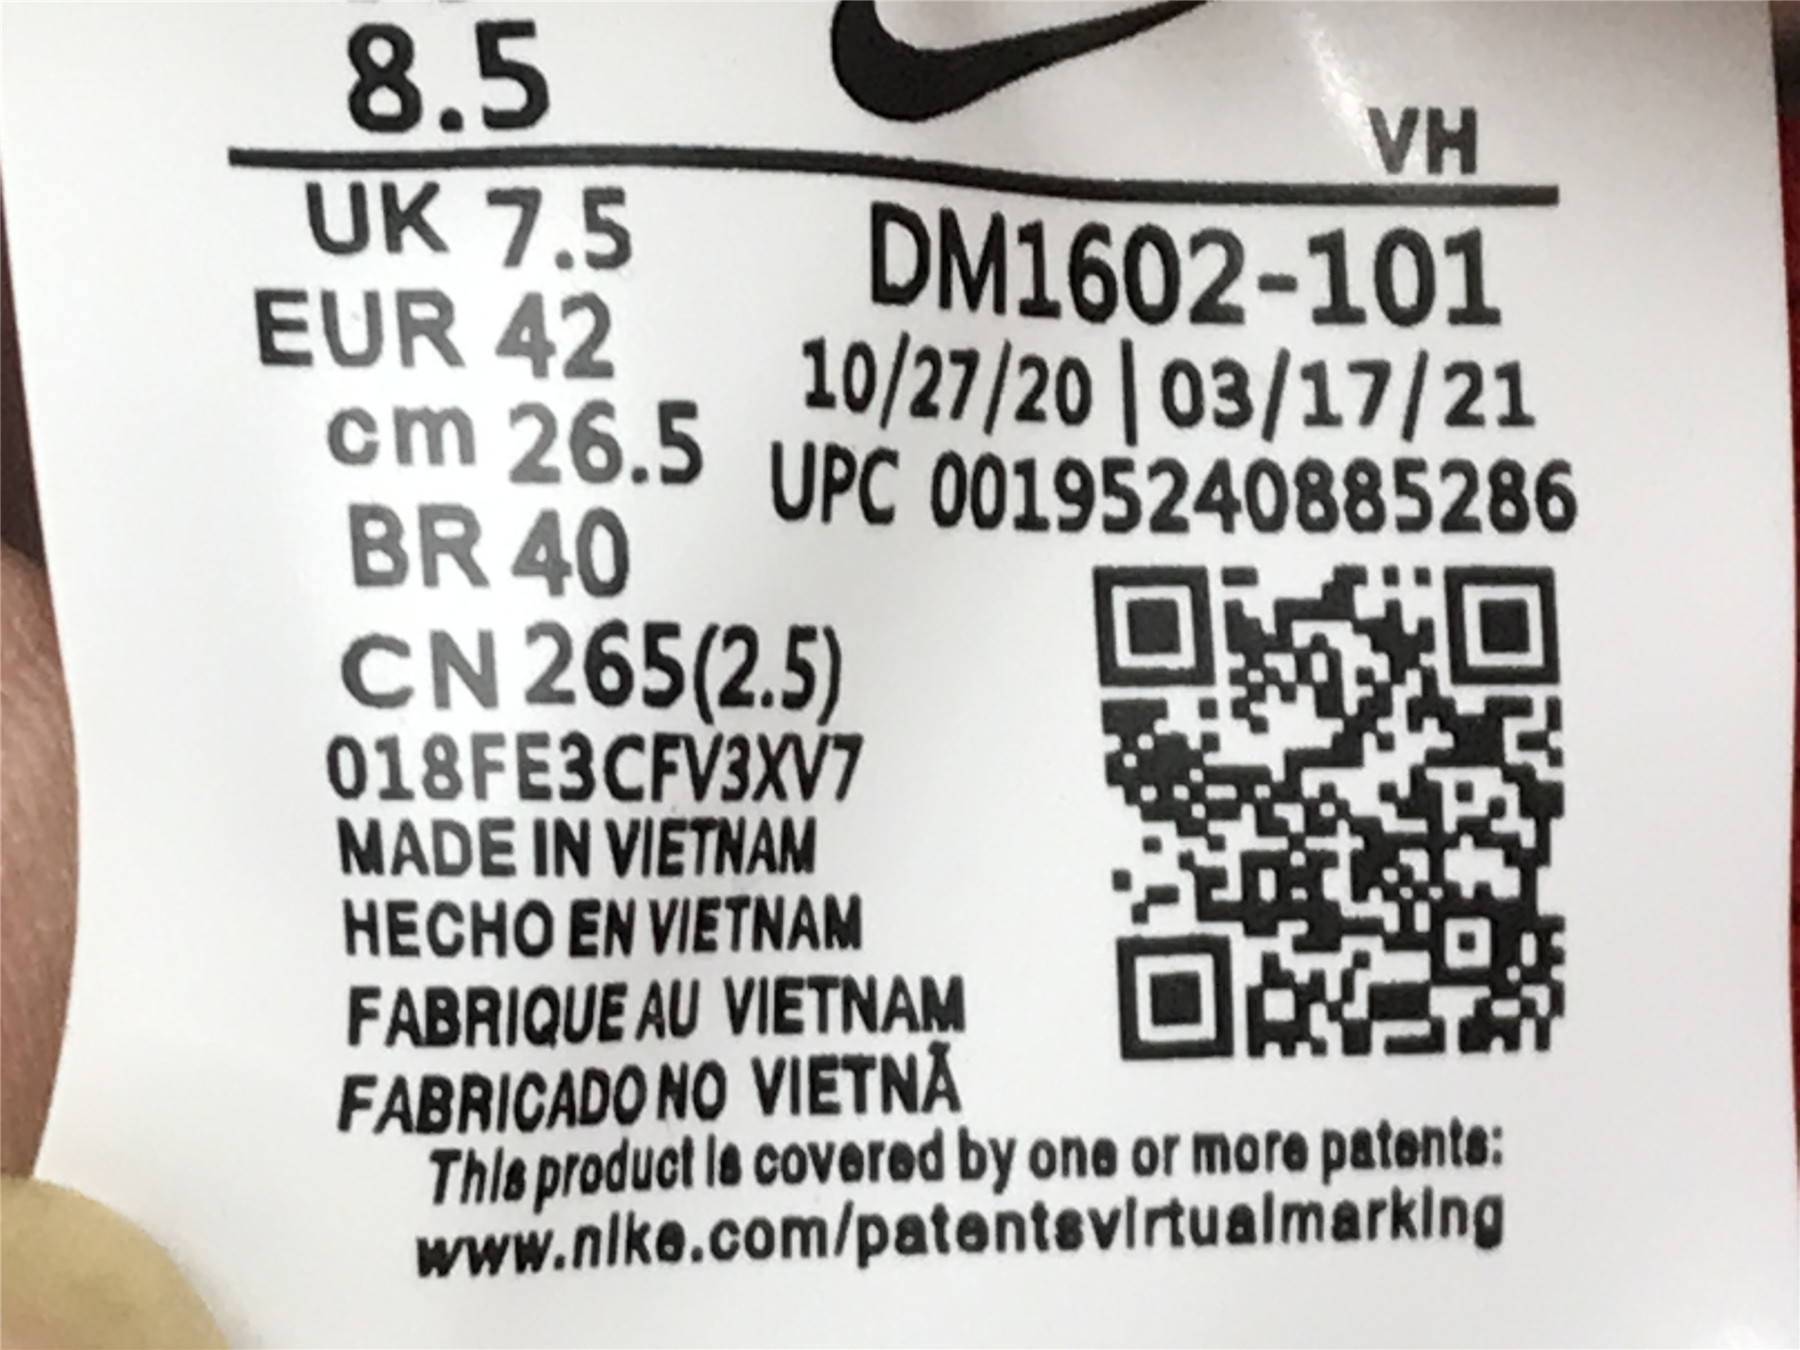 8.5
VH
UK 7.5
EUR 42
cm 26.5
BR 40
CN 265(2.5)
DM1602-101
10/27/20 | 03/17/21
UPC 00195240885286
018FE3CFV3XV7
MADE IN VIETNAM
HECHO EN VIETNAM
FABRIQUE AU VIETNAM
FABRICADO NO VIETNÃ
This product is covered by one or more patents:
www.nike.com/patentsvirtualmarking